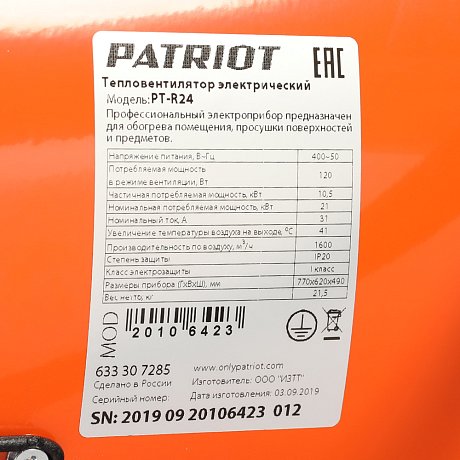 PATRIOT EAC
Тепловентилятор электрический
Модель: PT-R24
Профессиональный электроприбор предназначен
для обогрева помещения, просушки поверхностей
и предметов.
Напряжение питания, В~Гц 400~50
Потребляемая мощность
в режиме вентиляции, Вт 120
Частичная потребляемая мощность, кВт 10,5
Номинальная потребляемая мощность, кВт 21
Номинальный ток, А 31
Увеличение температуры воздуха на выходе, °С 41
Производительность по воздуху, м³/ч 1600
Степень защиты IP20
Класс электрозащиты I класс
Размеры прибора (ГхВхШ), мм 770х620х490
Вес нетто, кг 21,5
MOD
2010 6423
633 30 7285 www.onlypatriot.com
Сделано в России Изготовитель: ООО "ИЗТТ"
Серийный номер: Дата изготовления: 03.09.2019
SN: 2019 09 20106423 012